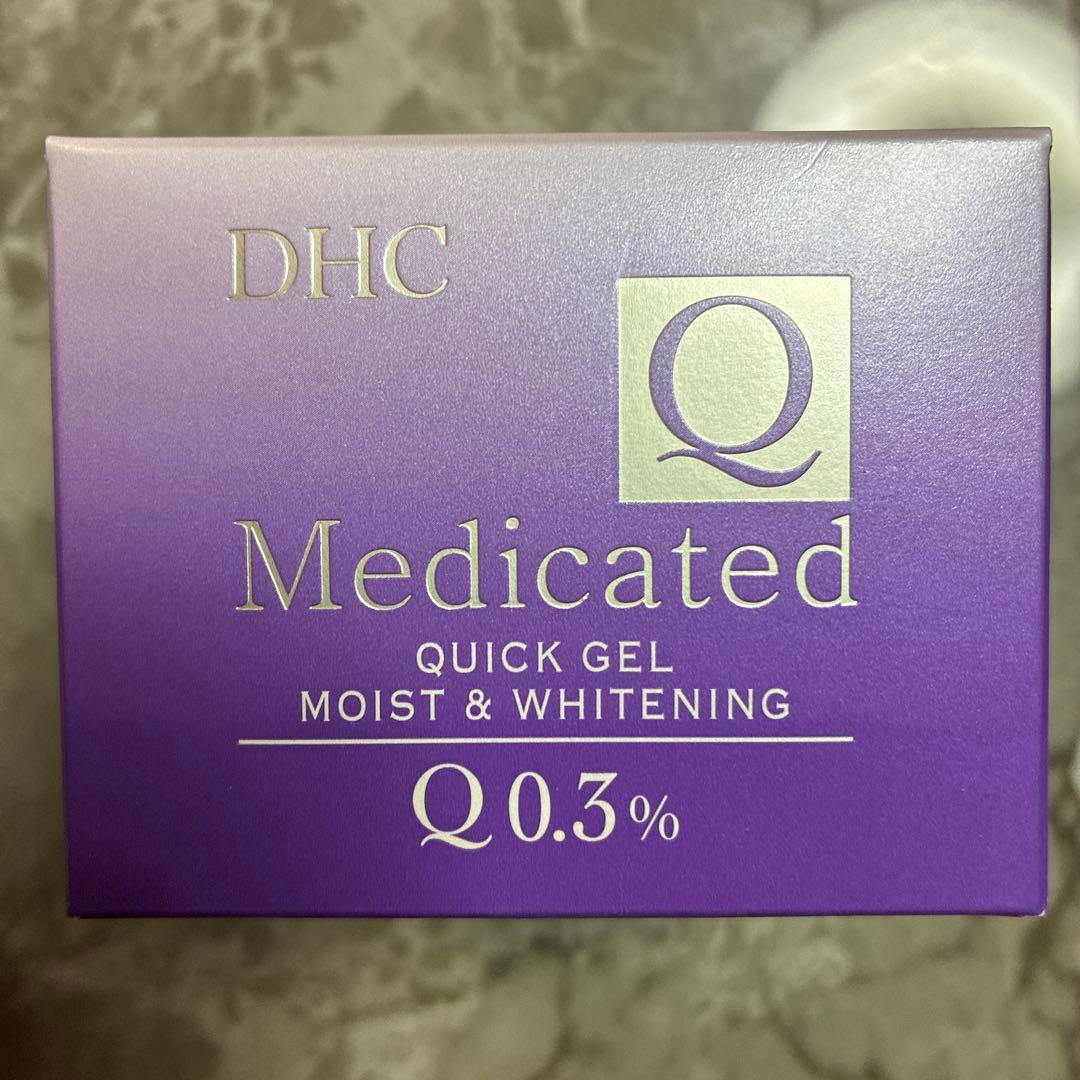 DHC
Q
Medicated
QUICK GEL
MOIST & WHITENING
Q 0.3%